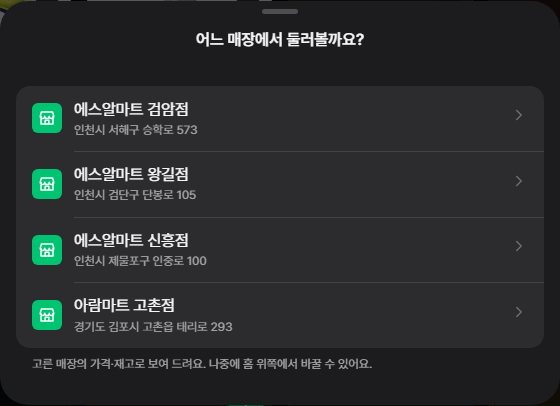 어느 매장에서 둘러볼까요?
에스알마트 검암점
인천시 서해구 승학로 573
에스알마트 왕길점
인천시 검단구 단봉로 105
에스알마트 신흥점
인천시 제물포구 인중로 100
아람마트 고촌점
경기도 김포시 고촌읍 태리로 293
고른 매장의 가격·재고로 보여 드려요. 나중에 홈 위쪽에서 바꿀 수 있어요.